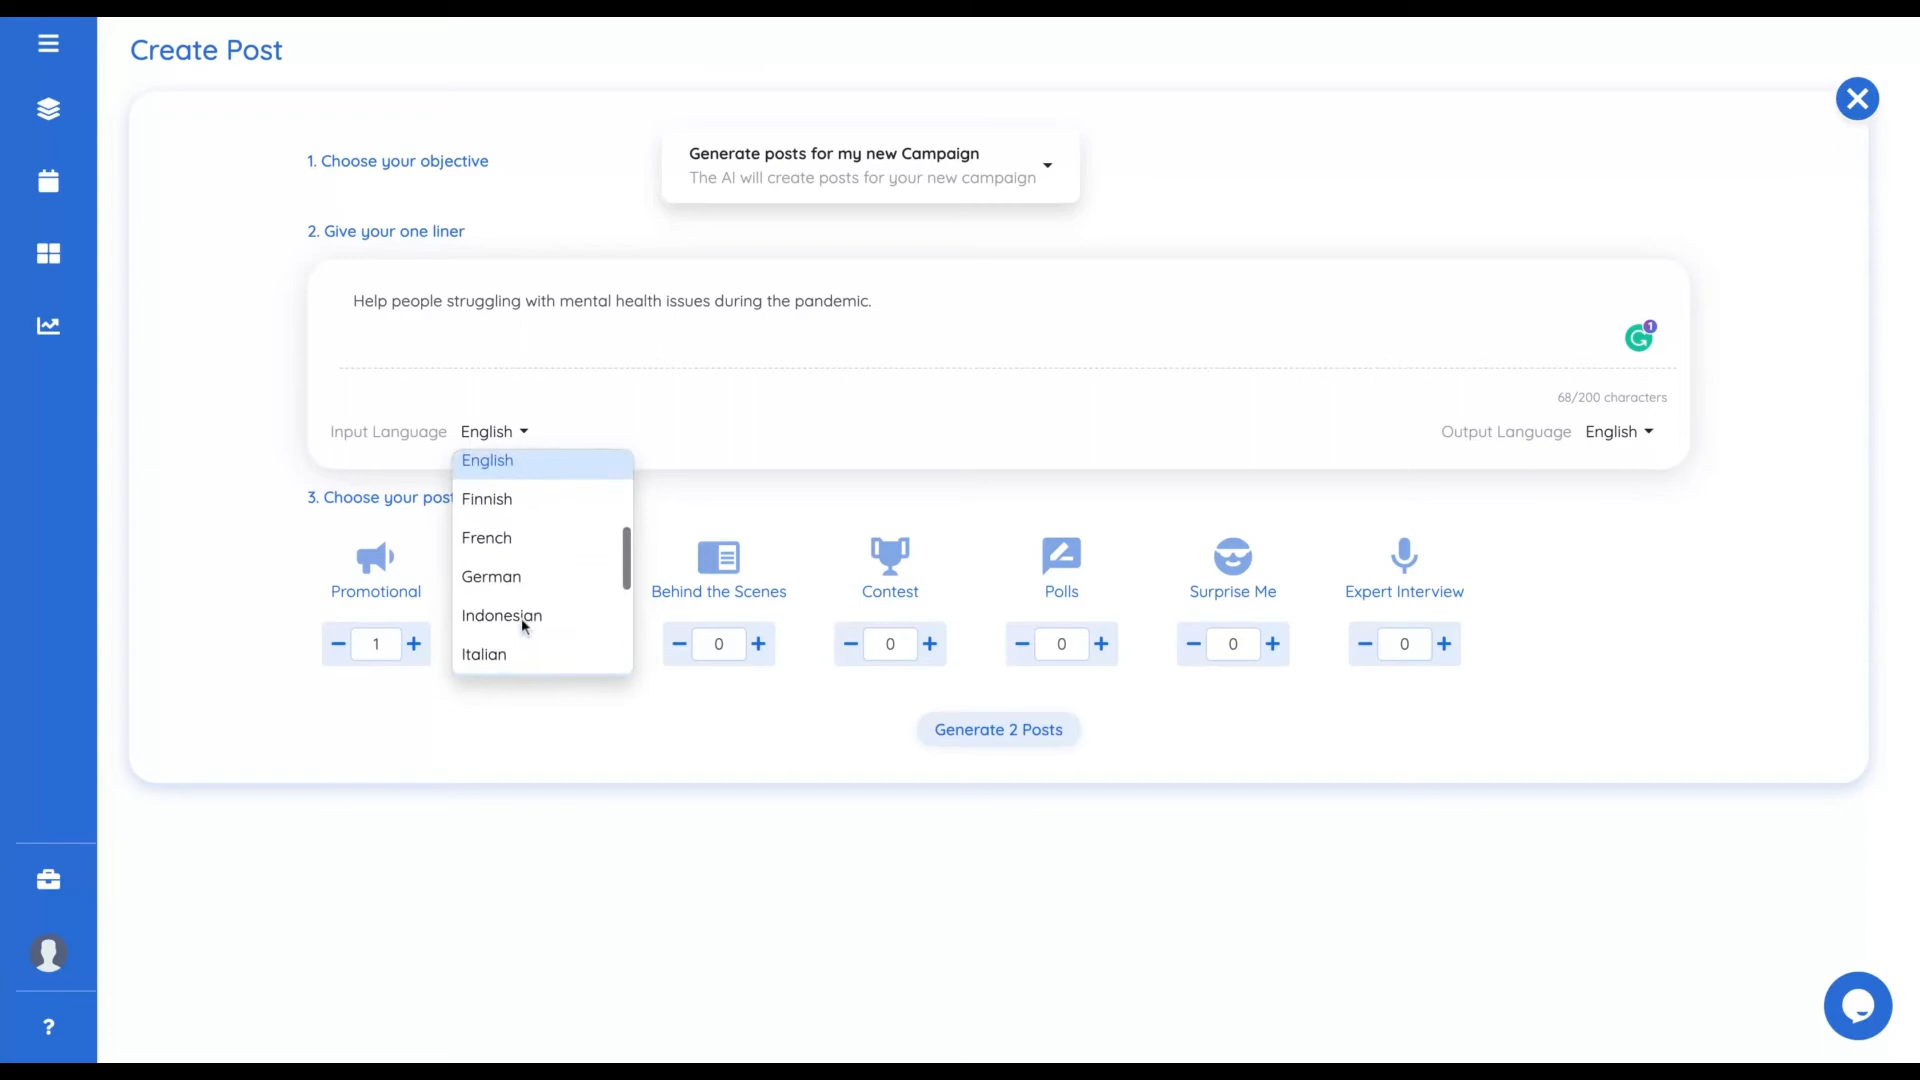 Create Post
1. Choose your objective
Generate posts for my new Campaign
The AI will create posts for your new campaign
2. Give your one liner
Help people struggling with mental health issues during the pandemic.
1
68/200 characters
Input Language English
Output Language English
English
Finnish
French
German
Indonesian
Italian
3. Choose your post
Promotional
Behind the Scenes
Contest
Polls
Surprise Me
Expert Interview
− 1 +
− 0 +
− 0 +
− 0 +
− 0 +
− 0 +
Generate 2 Posts
?